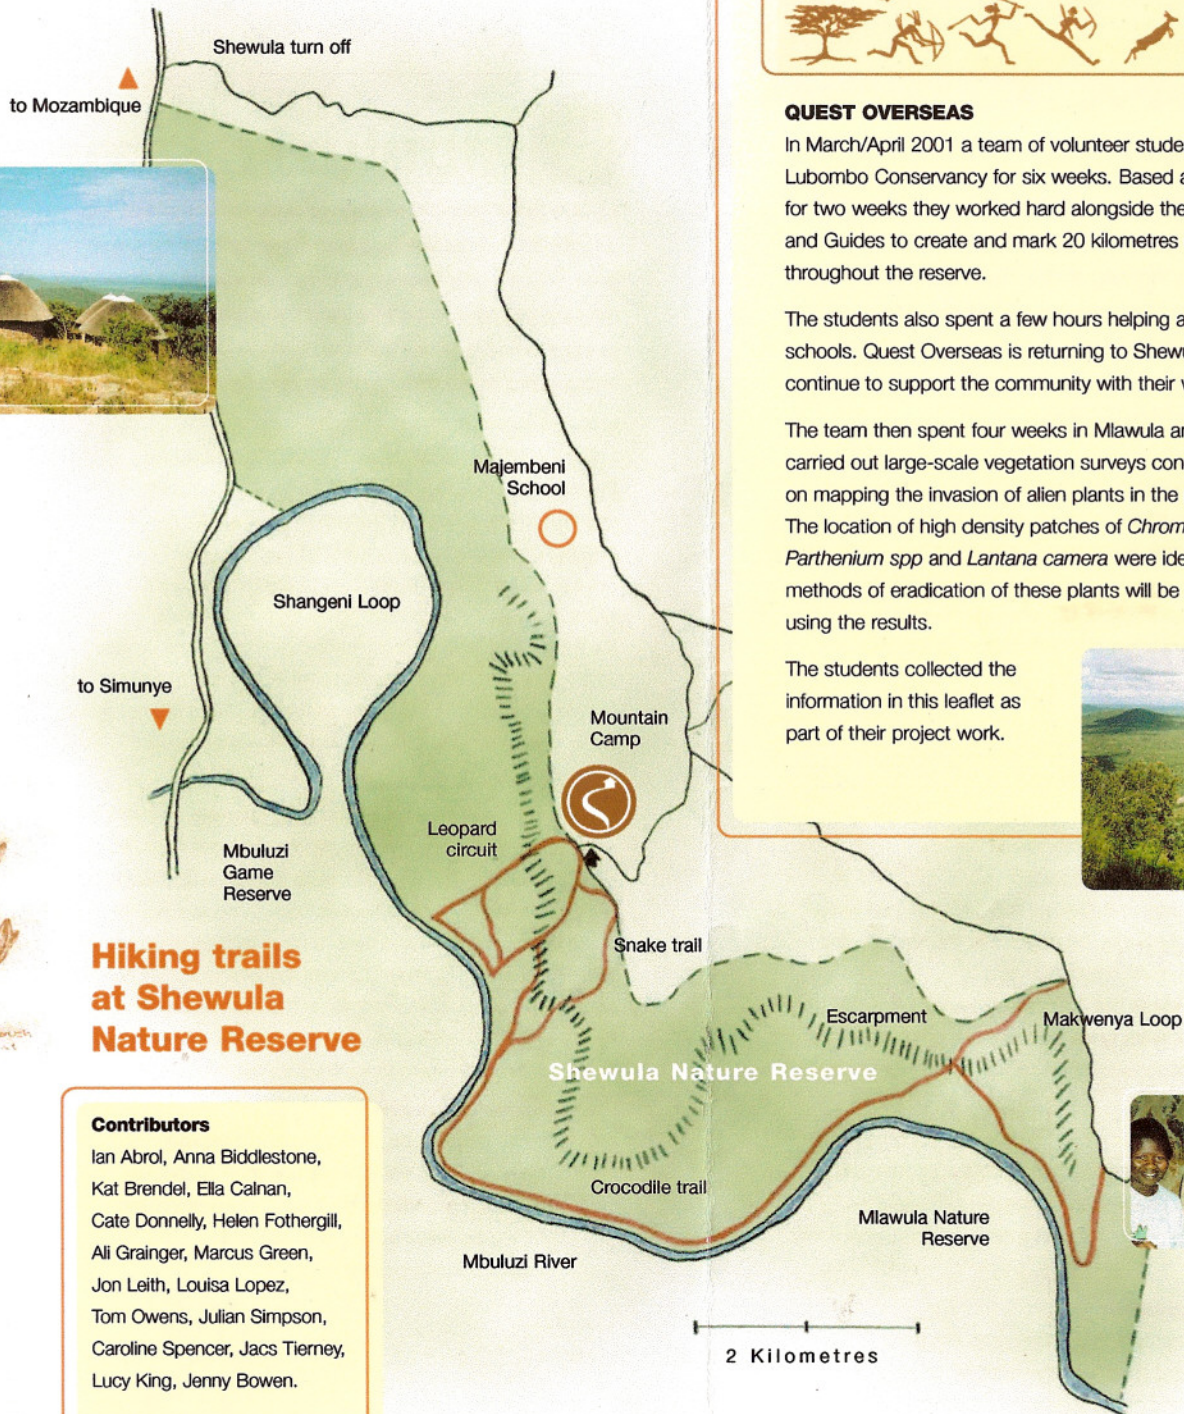 Shewula turn off
to Mozambique
Majembeni
School
Shangeni Loop
to Simunye
Mountain
Camp
Leopard
circuit
Mbuluzi
Game
Reserve
Snake trail
Escarpment
Makwenya Loop
Shewula Nature Reserve
Crocodile trail
Mbuluzi River
Mlawula Nature
Reserve
2 Kilometres
Hiking trails
at Shewula
Nature Reserve
Contributors
Ian Abrol, Anna Biddlestone,
Kat Brendel, Ella Calnan,
Cate Donnelly, Helen Fothergill,
Ali Grainger, Marcus Green,
Jon Leith, Louisa Lopez,
Tom Owens, Julian Simpson,
Caroline Spencer, Jacs Tierney,
Lucy King, Jenny Bowen.
QUEST OVERSEAS
In March/April 2001 a team of volunteer stude
Lubombo Conservancy for six weeks. Based a
for two weeks they worked hard alongside the
and Guides to create and mark 20 kilometres
throughout the reserve.
The students also spent a few hours helping a
schools. Quest Overseas is returning to Shewu
continue to support the community with their v
The team then spent four weeks in Mlawula ar
carried out large-scale vegetation surveys con
on mapping the invasion of alien plants in the
The location of high density patches of Chrom
Parthenium spp and Lantana camera were ide
methods of eradication of these plants will be
using the results.
The students collected the
information in this leaflet as
part of their project work.